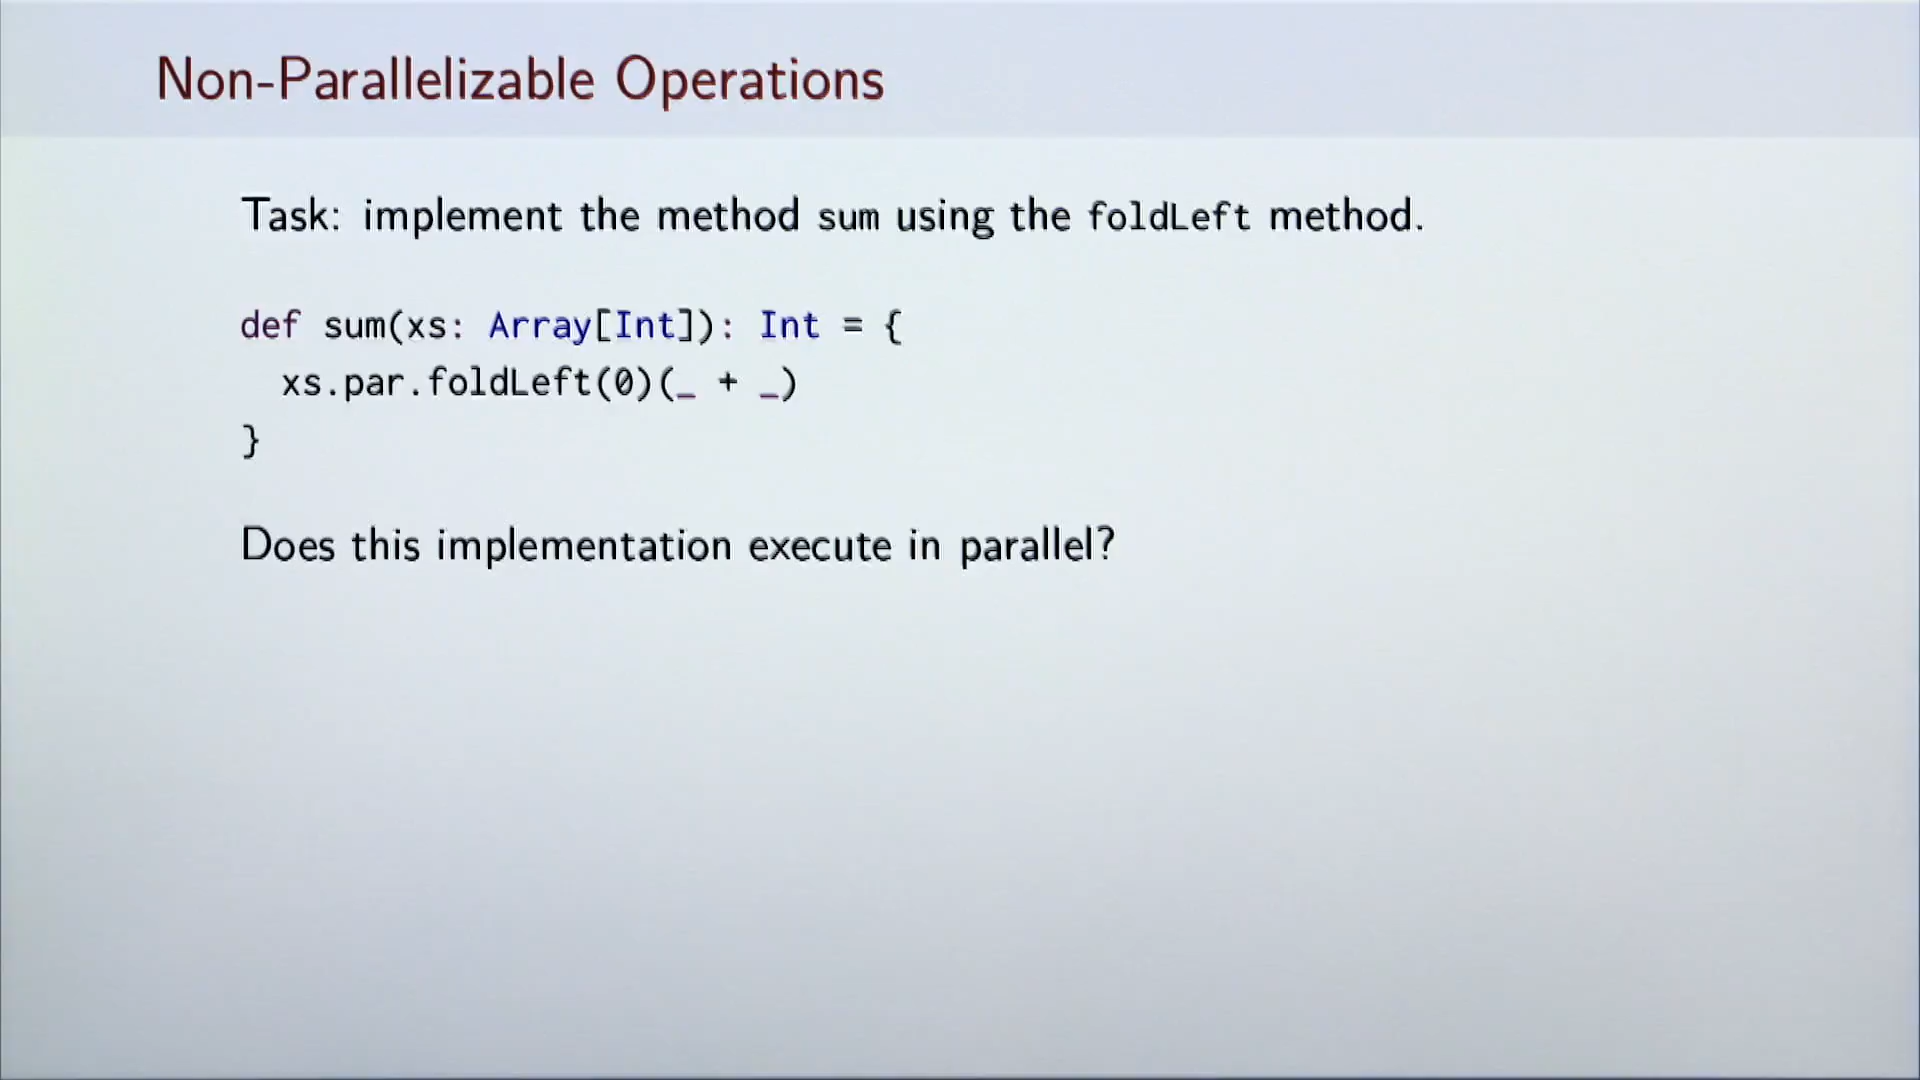 Non-Parallelizable Operations
Task: implement the method sum using the foldLeft method.
def sum(xs: Array[Int]): Int = {
  xs.par.foldLeft(0)(_ + _)
}
Does this implementation execute in parallel?